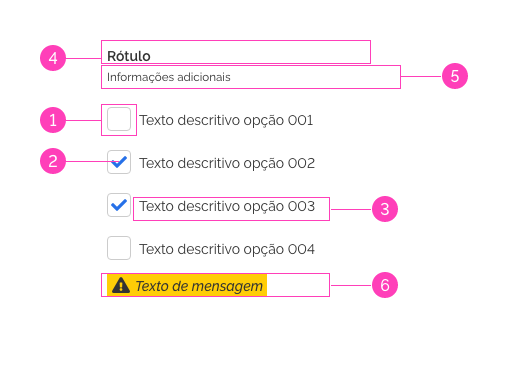 4 Rótulo
Informações adicionais 5
1 Texto descritivo opção 001
2 Texto descritivo opção 002
Texto descritivo opção 003 3
Texto descritivo opção 004
Texto de mensagem 6